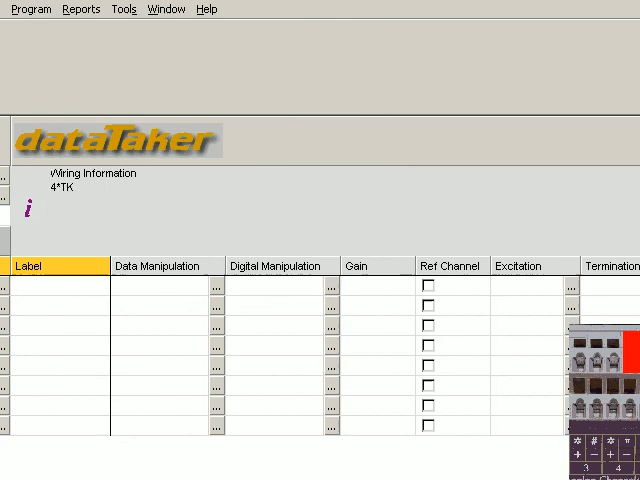 Program Reports Tools Window Help
dataTaker
Wiring Information
4*TK
i
Label Data Manipulation Digital Manipulation Gain Ref Channel Excitation Termination
* # * "
+ - + -
3 4